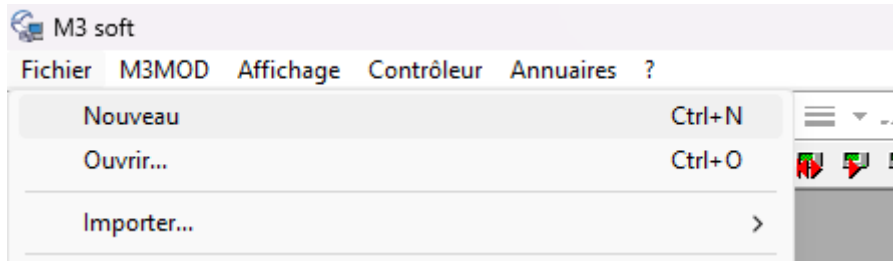 M3 soft
Fichier M3MOD Affichage Contrôleur Annuaires ?
Nouveau Ctrl+N
Ouvrir... Ctrl+O
Importer...